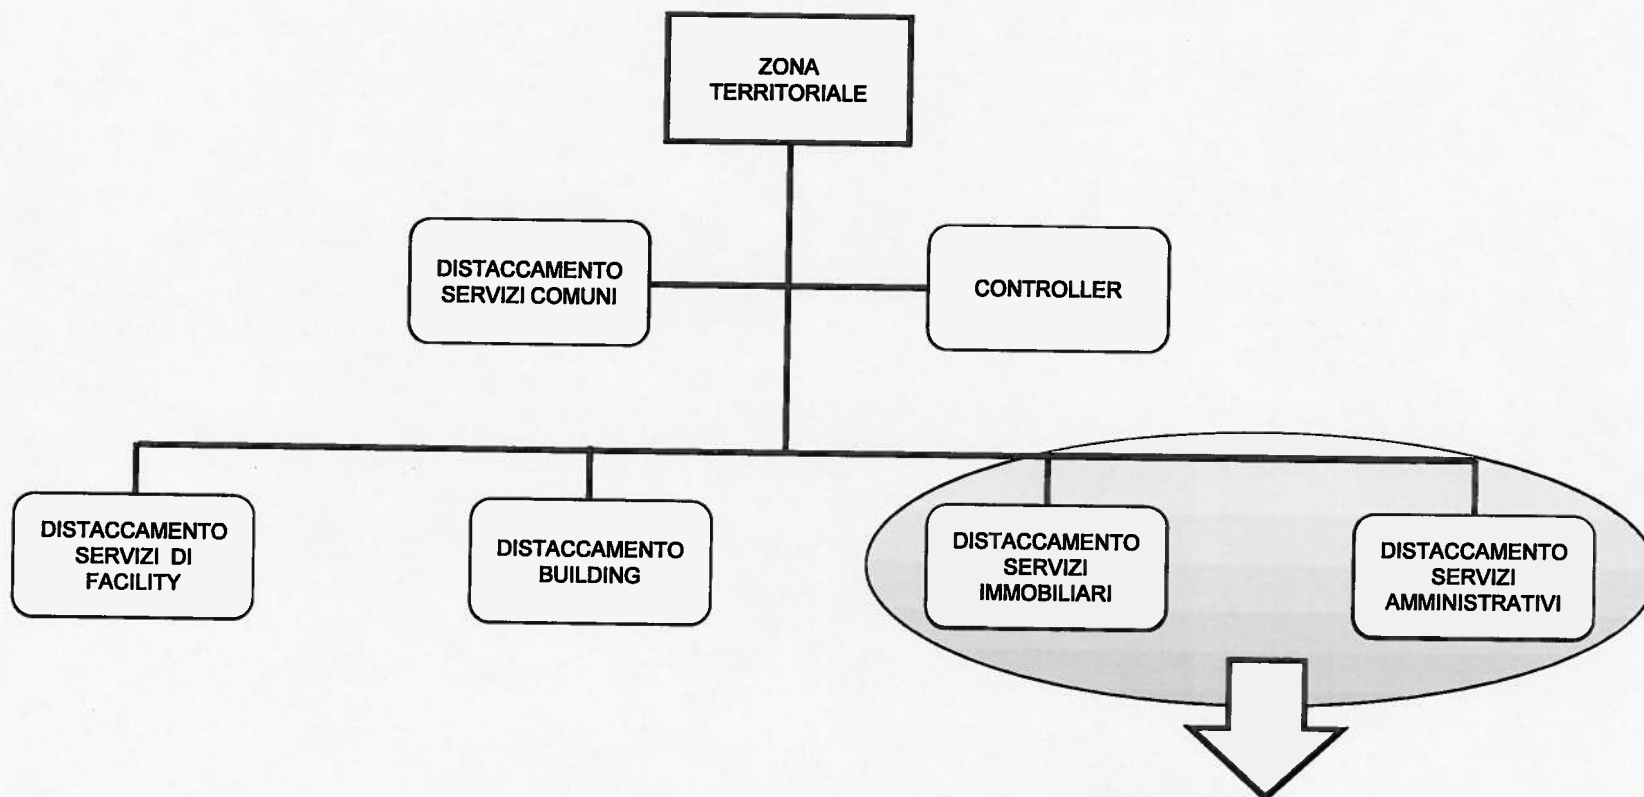 ZONA
TERRITORIALE
DISTACCAMENTO
SERVIZI COMUNI
CONTROLLER
DISTACCAMENTO
SERVIZI DI
FACILITY
DISTACCAMENTO
BUILDING
DISTACCAMENTO
SERVIZI
IMMOBILIARI
DISTACCAMENTO
SERVIZI
AMMINISTRATIVI